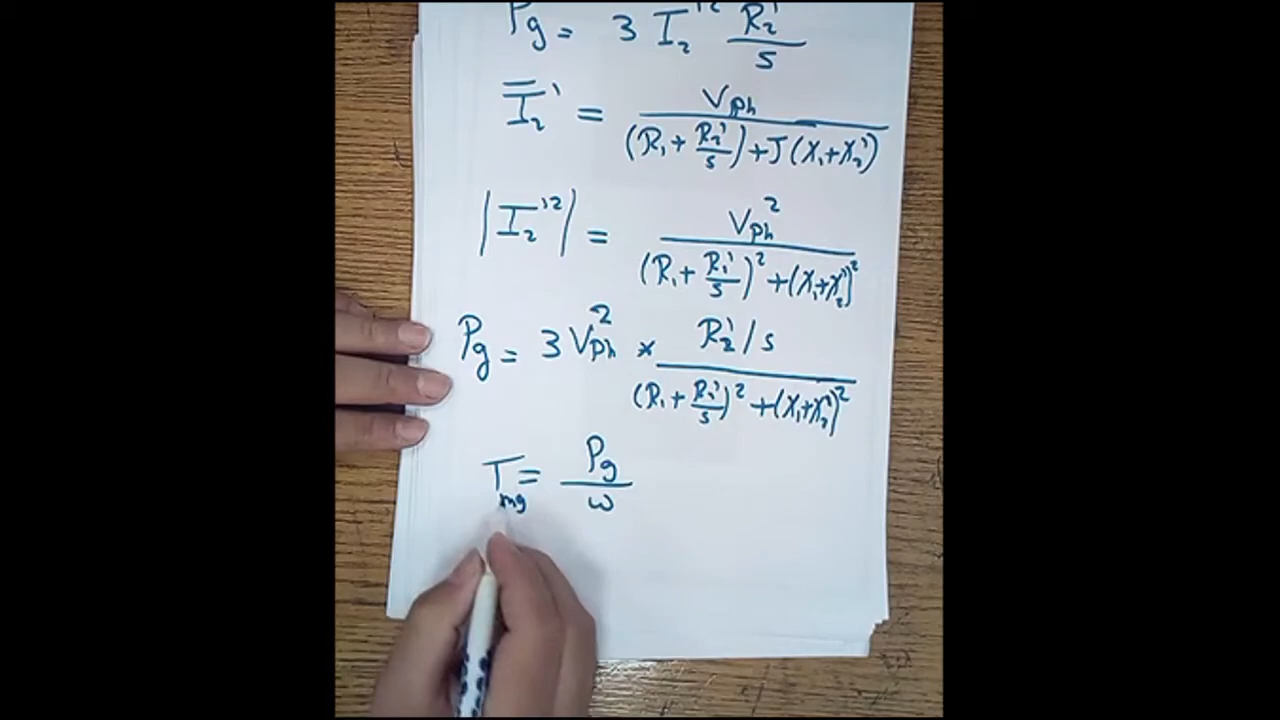 Pg = 3 I₂'² R₂'/s
I̿₂' = Vph / (R₁ + R₂'/s) + J(X₁+X₂')
|I₂'²| = Vph² / (R₁ + R₂'/s)² + (X₁+X₂')²
Pg = 3 Vph² × R₂'/s / (R₁ + R₂'/s)² + (X₁+X₂')²
Tmg = Pg / ω